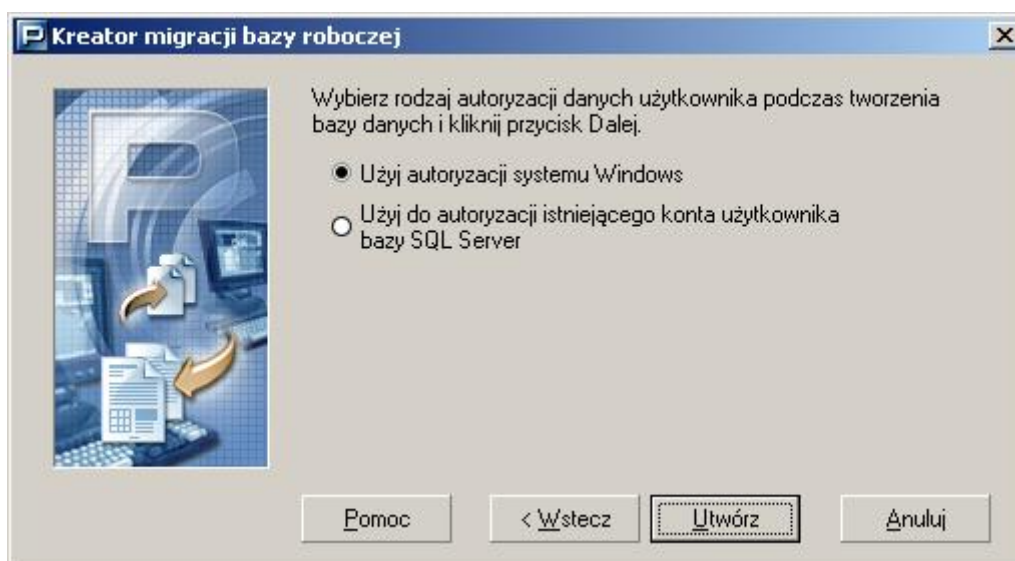 Kreator migracji bazy roboczej
Wybierz rodzaj autoryzacji danych użytkownika podczas tworzenia
bazy danych i kliknij przycisk Dalej.
Użyj autoryzacji systemu Windows
Użyj do autoryzacji istniejącego konta użytkownika
bazy SQL Server
Pomoc
< Wstecz
Utwórz
Anuluj